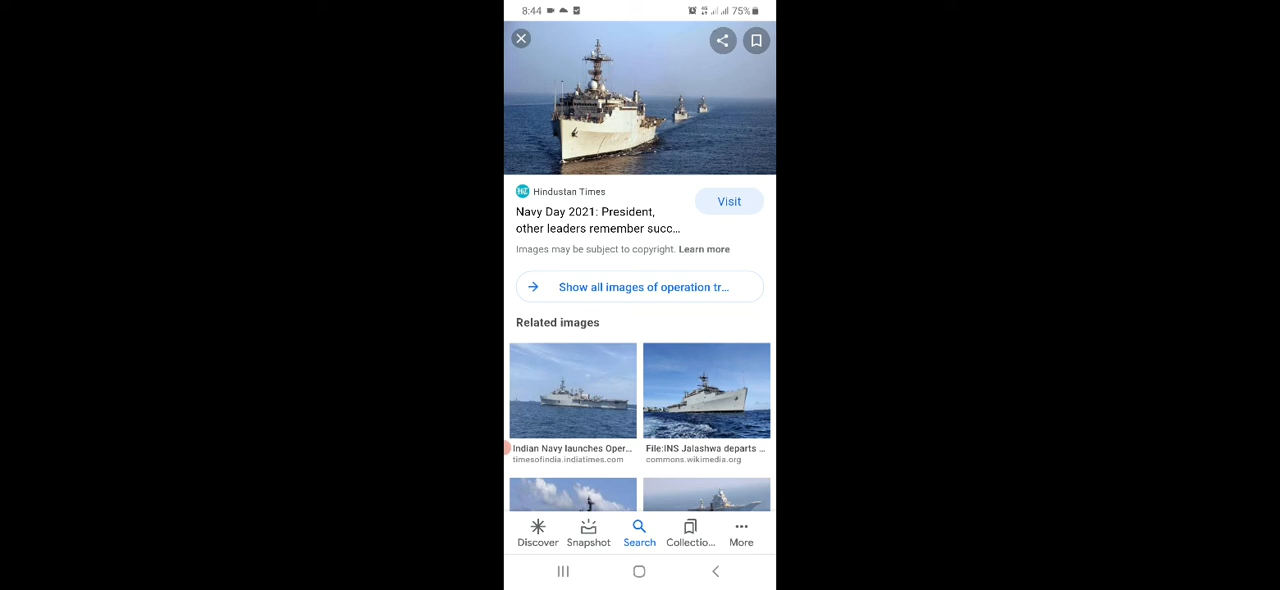 8:44 75%
Hindustan Times
Visit
Navy Day 2021: President,
other leaders remember succ...
Images may be subject to copyright. Learn more
Show all images of operation tr...
Related images
Indian Navy launches Oper...
timesofindia.indiatimes.com
File:INS Jalashwa departs ...
commons.wikimedia.org
Discover Snapshot Search Collectio... More